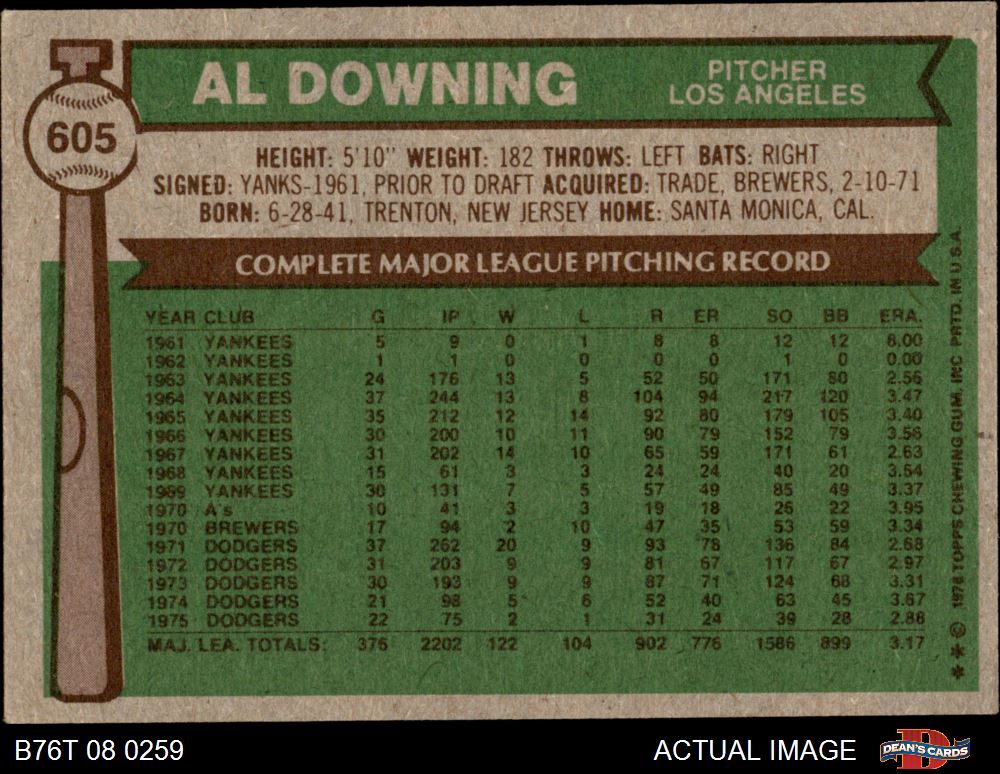 T
AL DOWNING
PITCHER
LOS ANGELES
605
HEIGHT: 5'10" WEIGHT: 182 THROWS: LEFT BATS: RIGHT
SIGNED: YANKS-1961, PRIOR TO DRAFT ACQUIRED: TRADE, BREWERS, 2-10-71
BORN: 6-28-41, TRENTON, NEW JERSEY HOME: SANTA MONICA, CAL.
COMPLETE MAJOR LEAGUE PITCHING RECORD
YEAR CLUB G IP W L R ER SO BB ERA.
1961 YANKEES 5 9 0 1 8 8 12 12 8.00
1962 YANKEES 1 1 0 0 0 0 1 0 0.00
1963 YANKEES 24 176 13 5 52 50 171 80 2.56
1964 YANKEES 37 244 13 8 104 94 217 120 3.47
1965 YANKEES 35 212 12 14 92 80 179 105 3.40
1966 YANKEES 30 200 10 11 90 79 152 79 3.56
1967 YANKEES 31 202 14 10 65 59 171 61 2.63
1968 YANKEES 15 61 3 3 24 24 40 20 3.54
1969 YANKEES 30 131 7 5 57 49 85 49 3.37
1970 A's 10 41 3 3 19 18 26 22 3.95
1970 BREWERS 17 94 2 10 47 35 53 59 3.34
1971 DODGERS 37 262 20 9 93 78 136 84 2.68
1972 DODGERS 31 203 9 9 81 67 117 67 2.97
1973 DODGERS 30 193 9 9 87 71 124 68 3.31
1974 DODGERS 21 98 5 6 52 40 63 45 3.67
1975 DODGERS 22 75 2 1 31 24 39 28 2.88
MAJ. LEA. TOTALS: 376 2202 122 104 902 776 1586 899 3.17
** © 1976 TOPPS CHEWING GUM, INC. PRTD. IN U.S.A.
B76T 08 0259
ACTUAL IMAGE
DEAN'S CARDS